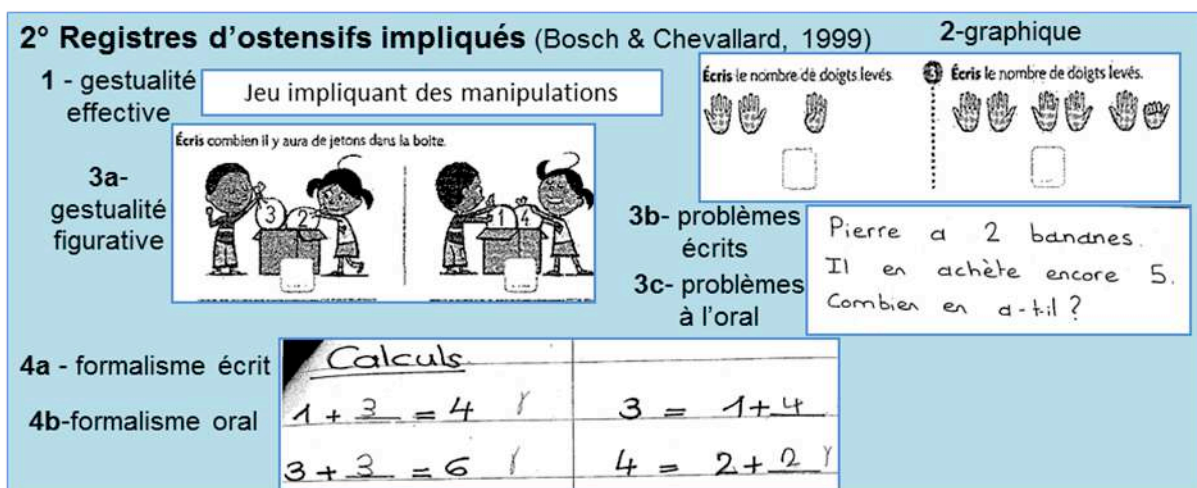 2° Registres d'ostensifs impliqués (Bosch & Chevallard, 1999)
2-graphique
1 - gestualité
effective
Jeu impliquant des manipulations
Écris le nombre de doigts levés
3 Écris le nombre de doigts levés.
3a-
gestualité
figurative
Écris combien il y aura de jetons dans la boite.
3 2
1 4
3b- problèmes
écrits
3c- problèmes
à l'oral
Pierre a 2 bananes.
Il en achète encore 5.
Combien en a-t-il ?
4a - formalisme écrit
4b-formalisme oral
Calculs
1 + 3 = 4
3 = 1 + 4
3 + 3 = 6
4 = 2 + 2